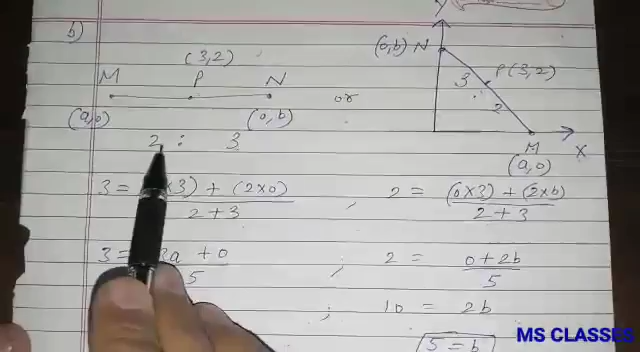 b)
(3,2)
M P N
(a,0) (0,b)
2 : 3
or
Y
(0,b) N
P(3,2)
3
2
M
(a,0)
X
3 = ×3) + (2×0) , 2 = (0×3) + (2×b)
2+3 2+3
3 = 3a + 0 ; 2 = 0+2b
5 5
; 10 = 2b
5 = b
MS CLASSES